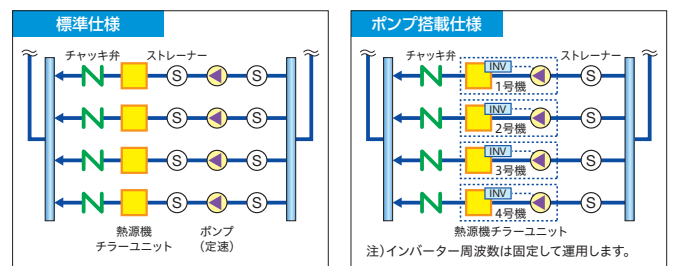 標準仕様
チャッキ弁 ストレーナー
S S
S S
S S
S S
熱源機
チラーユニット
ポンプ
(定速)
ポンプ搭載仕様
チャッキ弁 ストレーナー
INV
S
1号機
INV
S
2号機
INV
S
3号機
INV
S
4号機
熱源機チラーユニット
注)インバーター周波数は固定して運用します。